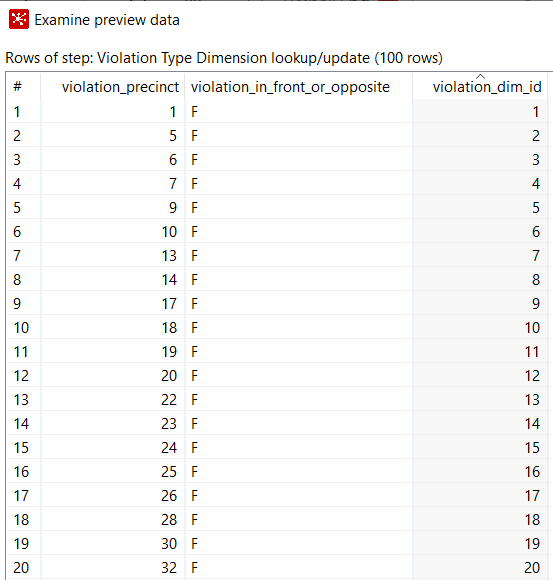 Examine preview data
Rows of step: Violation Type Dimension lookup/update (100 rows)
# violation_precinct violation_in_front_or_opposite violation_dim_id
1 1 F 1
2 5 F 2
3 6 F 3
4 7 F 4
5 9 F 5
6 10 F 6
7 13 F 7
8 14 F 8
9 17 F 9
10 18 F 10
11 19 F 11
12 20 F 12
13 22 F 13
14 23 F 14
15 24 F 15
16 25 F 16
17 26 F 17
18 28 F 18
19 30 F 19
20 32 F 20